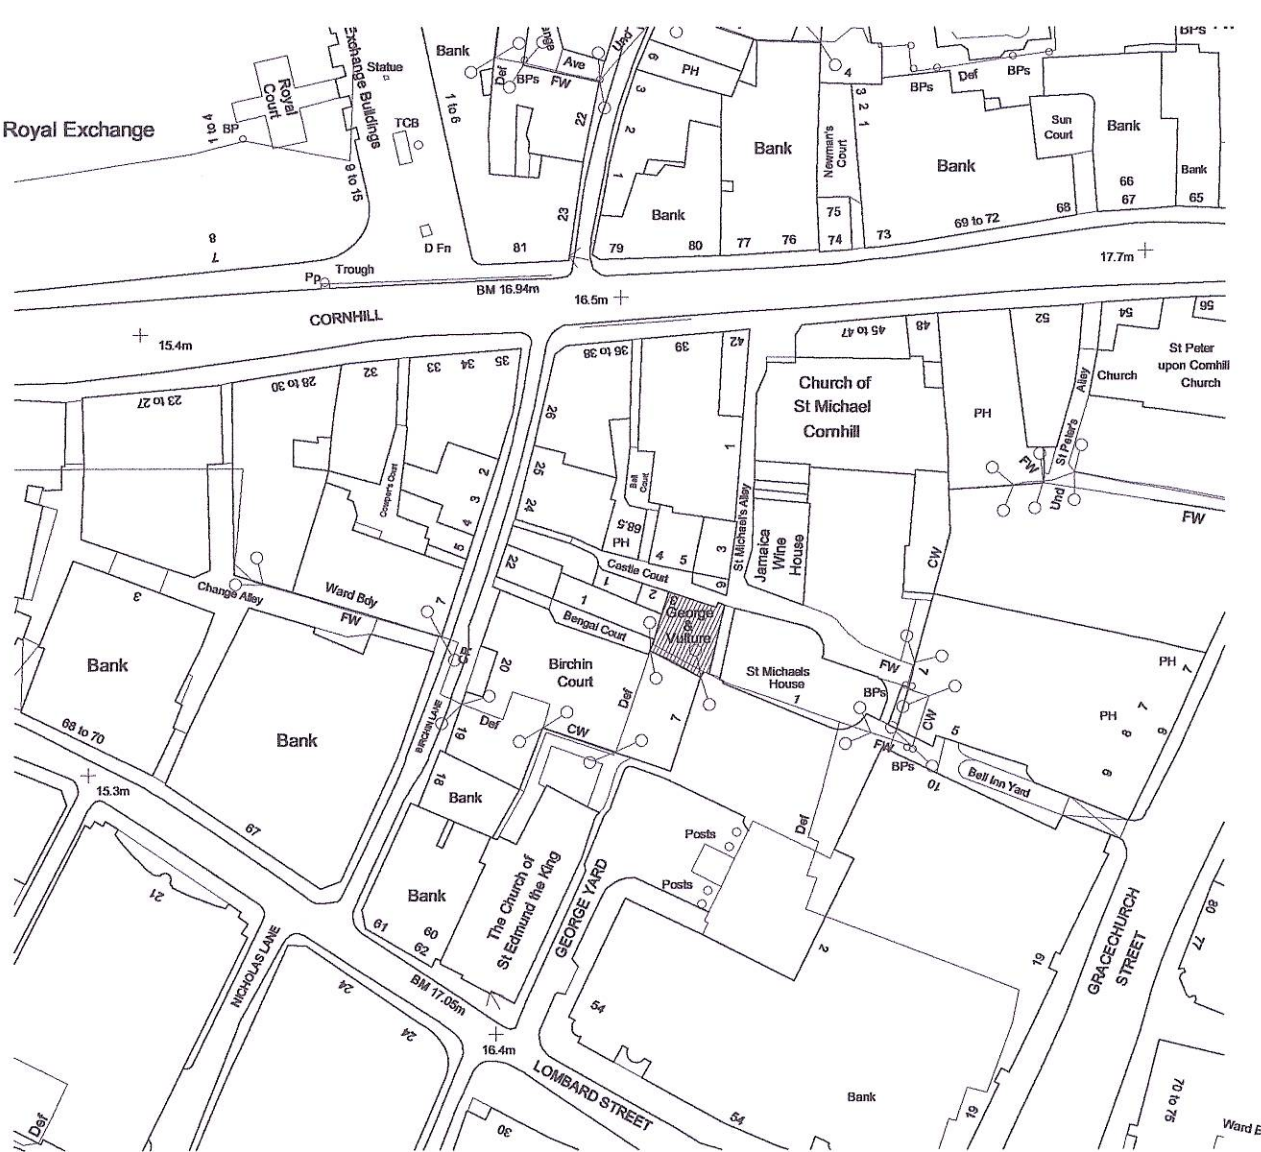 Royal Exchange
Royal
Court
1 to 4
BP
Exchange Buildings
9 to 15
Statue
TCB
D Fn
8
7
Pp
Trough
Bank
1 to 6
Def
BPs
FW
Ave
Und
22
23
81
BM 16.94m
16.5m
CORNHILL
15.4m
6
PH
3
2
1
Bank
79
80
Bank
77
76
Newman's
Court
4
3
2
1
75
74
73
BPs
Def
BPs
Bank
69 to 72
68
Sun
Court
Bank
66
67
BPs
Bank
65
17.7m
23 to 27
28 to 30
32
33
34
35
Cowper's Court
2
3
4
5
36 to 38
39
42
26
25
24
Ball
Court
68.5
PH
4
5
3
6
1
St Michael's Alley
Castle Court
45 to 47
48
Church of
St Michael
Cornhill
PH
52
54
56
Alley
St Peter's
Church
St Peter
upon Cornhill
Church
FW
Und
FW
Jamaica
Wine
House
CW
22
1
2
3
1
Bengal Court
George
&
Vulture
Change Alley
3
Ward Bdy
FW
7
Bank
68 to 70
Bank
67
15.3m
BIRCHIN LANE
20
19
18
Def
Birchin
Court
Def
7
CW
Bank
St Michaels
House
1
FW
BPs
7
CW
FW
BPs
5
10
Bell Inn Yard
PH
7
PH
7
8
9
9
Posts
Posts
Def
2
19
19
GRACECHURCH
STREET
80
77
70 to 75
21
NICHOLAS LANE
24
24
Bank
61
60
62
BM 17.05m
The Church of
St Edmund the King
GEORGE YARD
54
54
16.4m
LOMBARD STREET
30
Bank
Def
Ward B